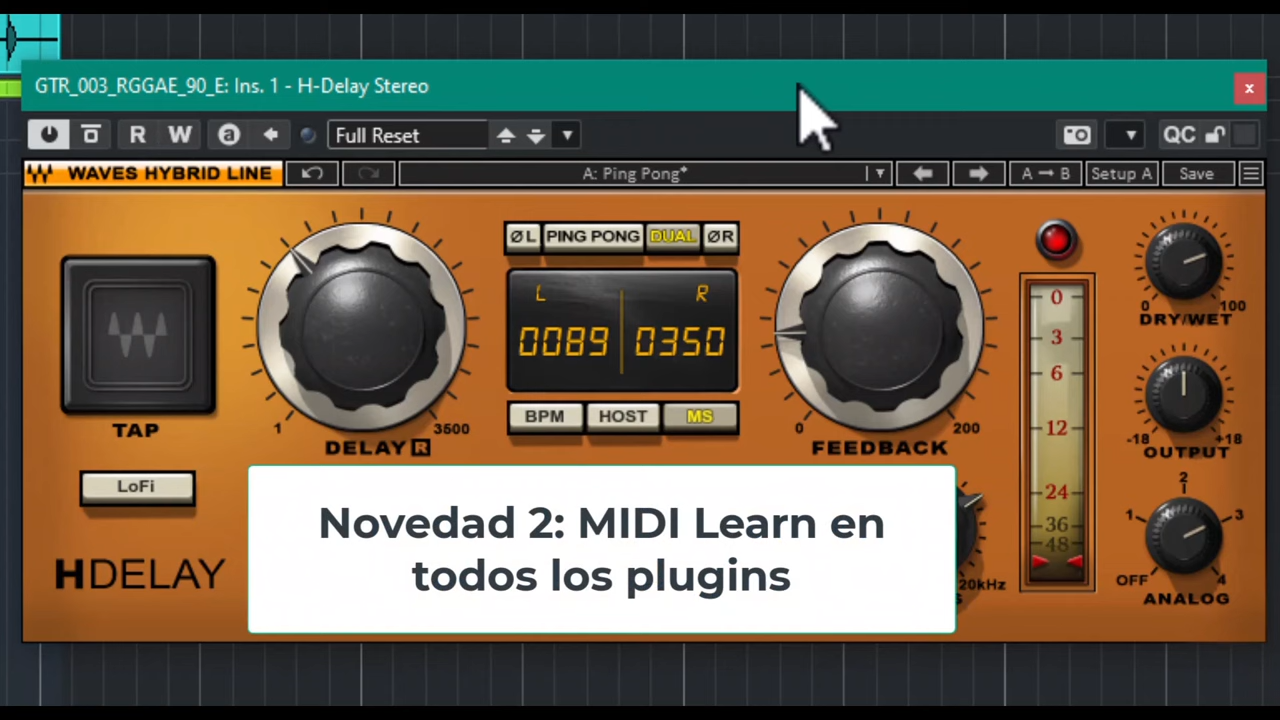 GTR_003_RGGAE_90_E: Ins. 1 - H-Delay Stereo
x
R W a Full Reset QC
WAVES HYBRID LINE A: Ping Pong* A → B Setup A Save
Ø L PING PONG DUAL Ø R
L R
0089 0350
BPM HOST MS
TAP
1 3500
DELAY R
0 200
FEEDBACK
LoFi
HDELAY
0
3
6
12
24
36
48
0 100
DRY/WET
-18 +18
OUTPUT
2
1 3
OFF 4
ANALOG
20kHz
S
Novedad 2: MIDI Learn en
todos los plugins